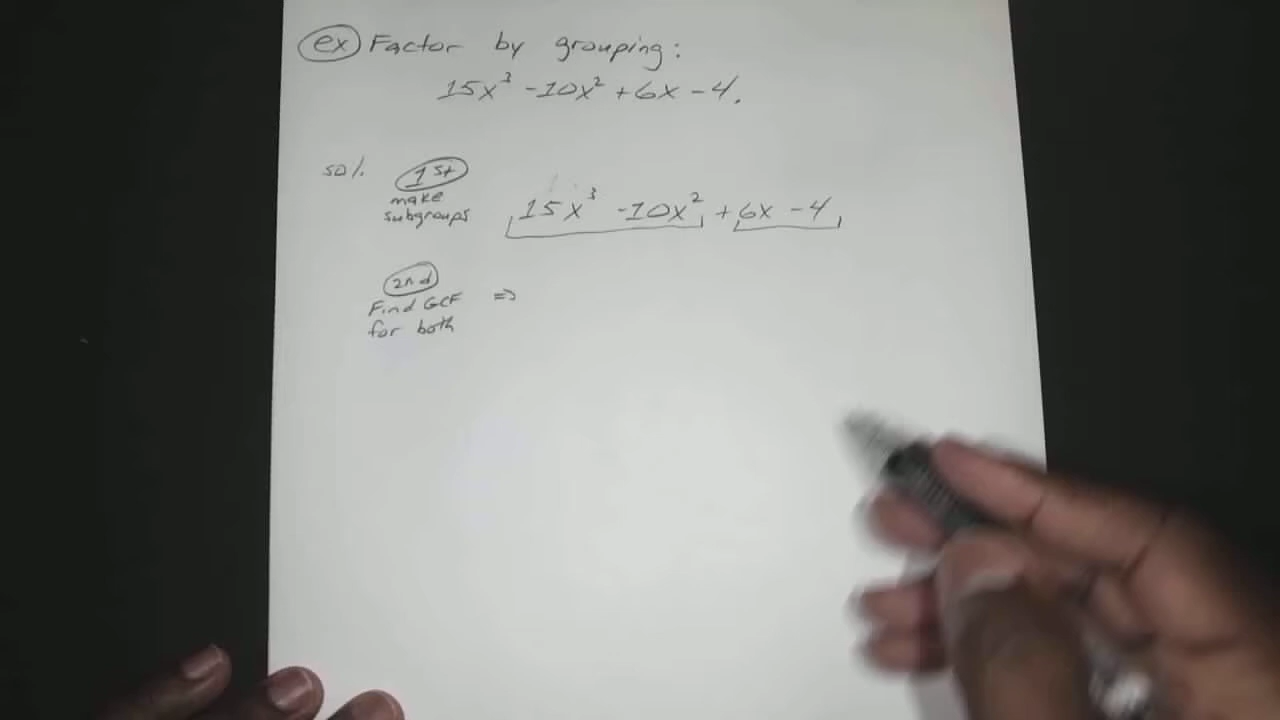 ex Factor by grouping:
15x³ -10x² +6x -4.
sol. 1st
make
subgroups
15x³ -10x² +6x -4
2nd
Find GCF ⇒
for both